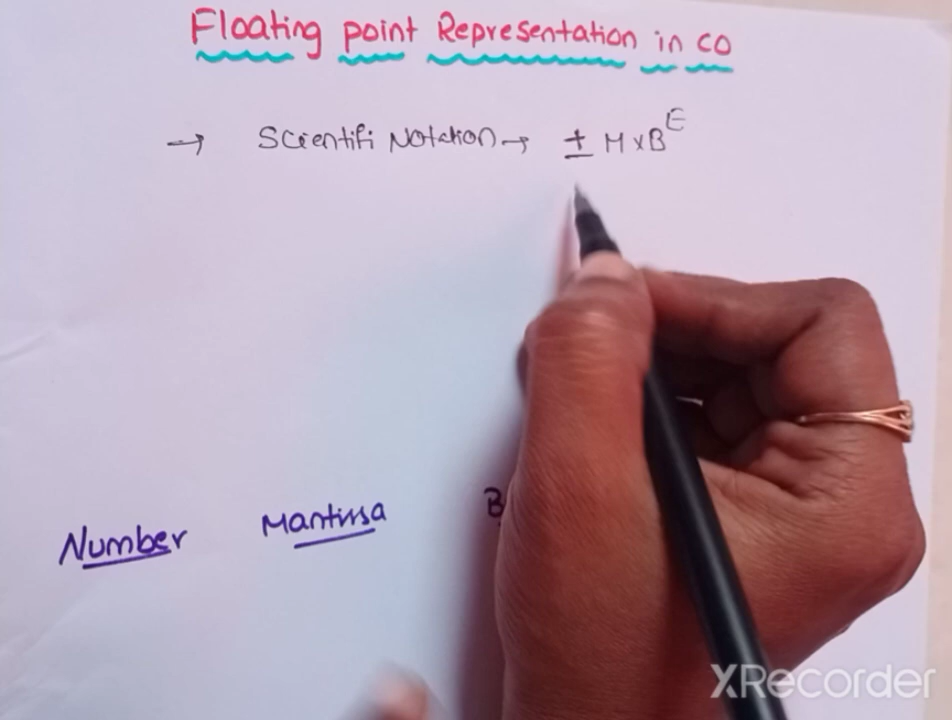 Floating point Representation in CO
→ Scientifi Notation → ± M x B^E
Number Mantissa B
XRecorder